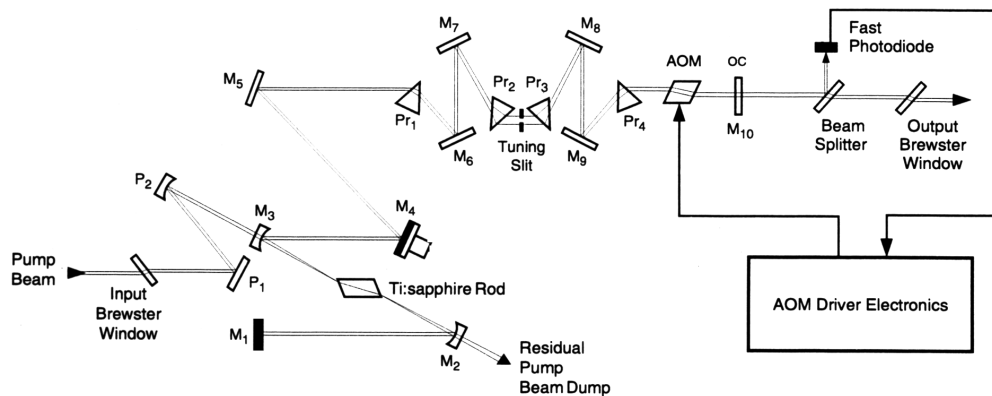 M7
M8
Fast
Photodiode
M5
Pr2
Pr3
AOM
OC
Pr1
Pr4
M6
Tuning
Slit
M9
M10
Beam
Splitter
Output
Brewster
Window
P2
M3
M4
Pump
Beam
P1
Input
Brewster
Window
Ti:sapphire Rod
M1
M2
Residual
Pump
Beam Dump
AOM Driver Electronics